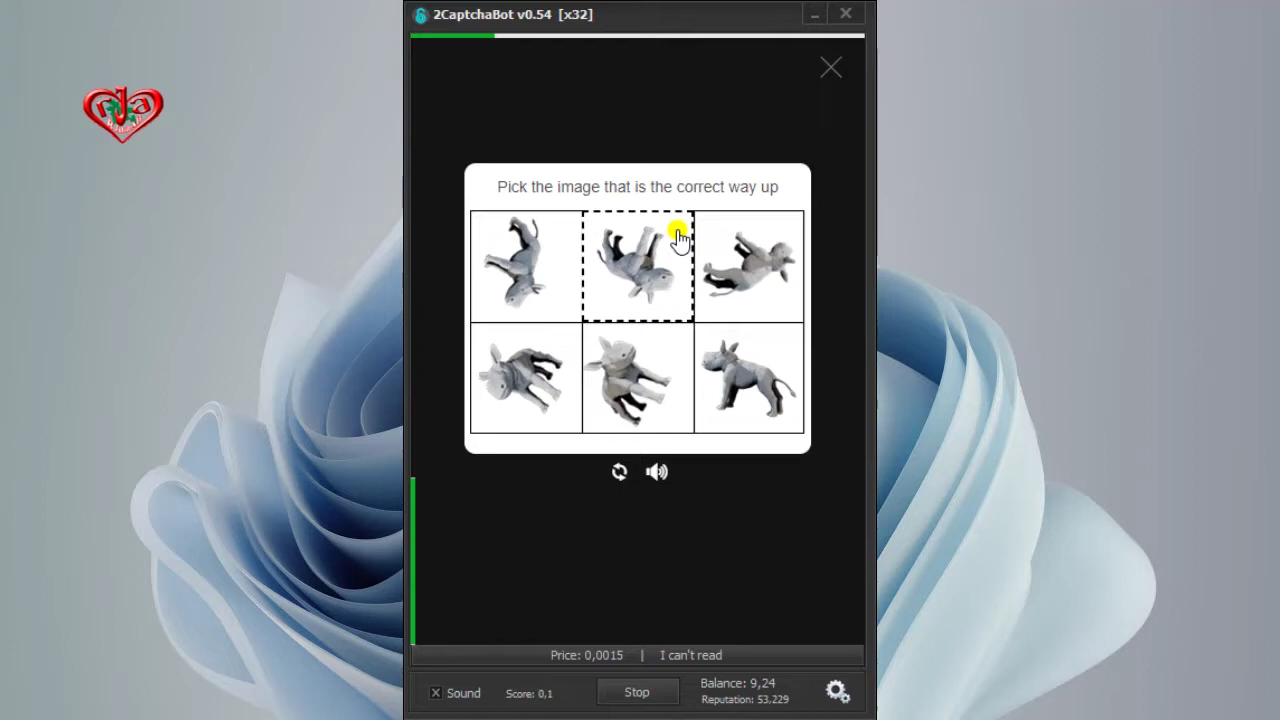 2CaptchaBot v0.54 [x32]
rJa
Pick the image that is the correct way up
Price: 0,0015 | I can't read
Sound
Score: 0,1
Stop
Balance: 9,24
Reputation: 53,229